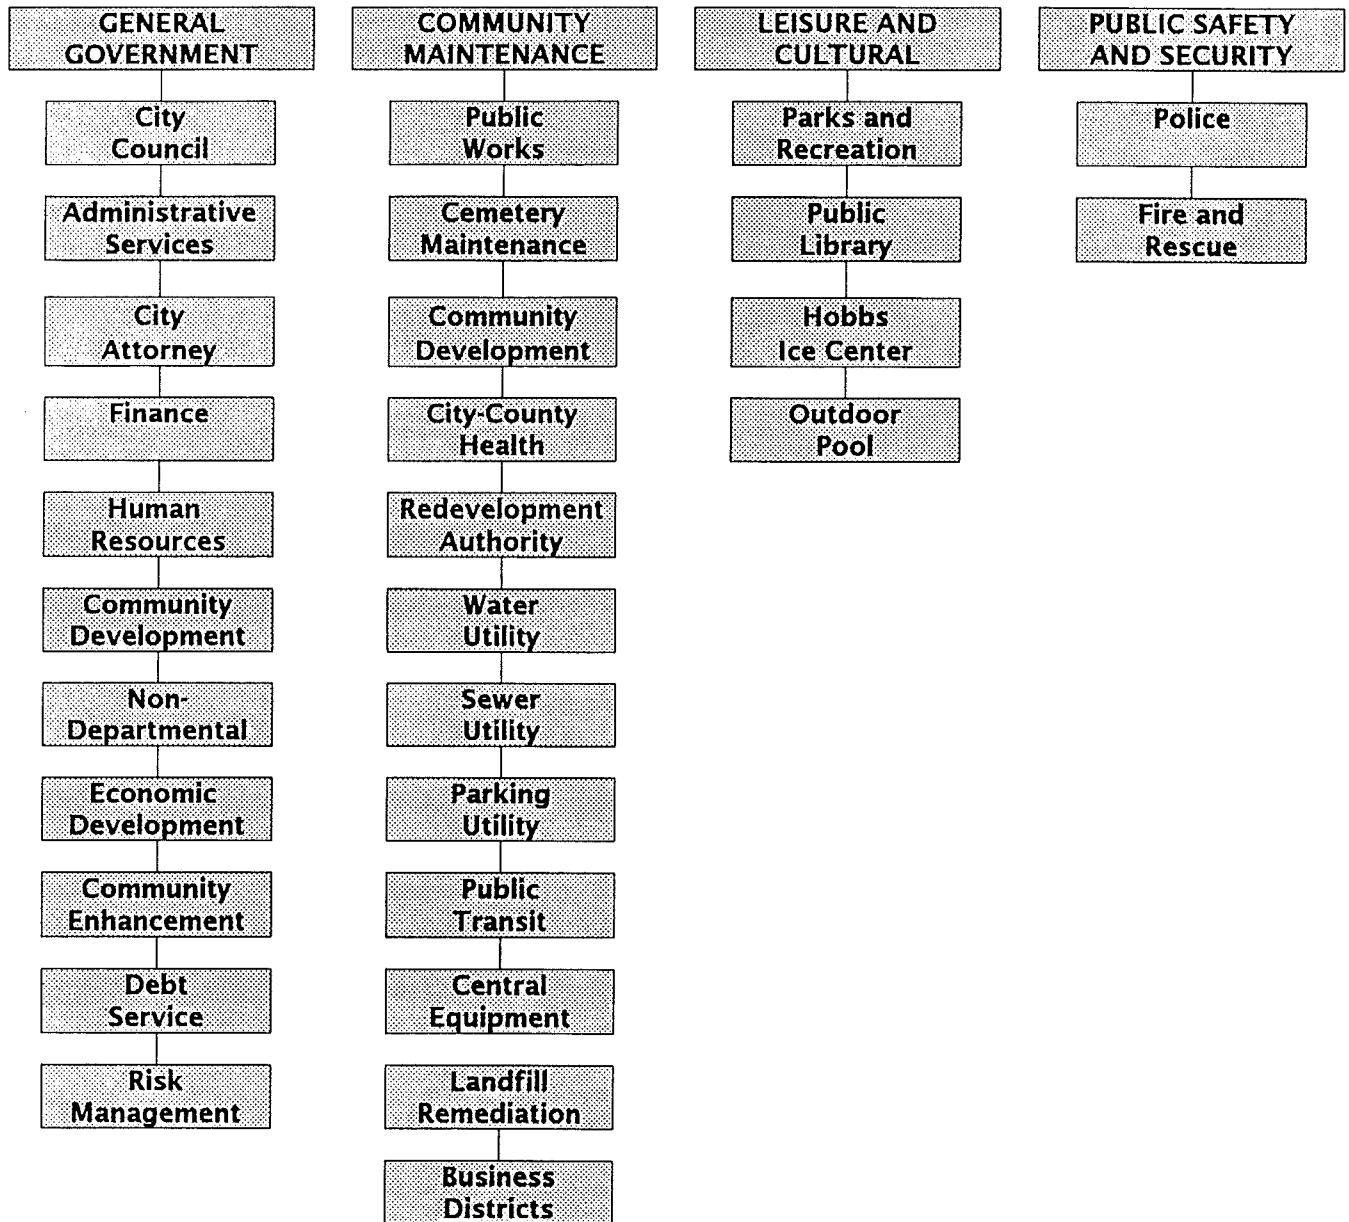 GENERAL
GOVERNMENT
City
Council
Administrative
Services
City
Attorney
Finance
Human
Resources
Community
Development
Non-
Departmental
Economic
Development
Community
Enhancement
Debt
Service
Risk
Management
COMMUNITY
MAINTENANCE
Public
Works
Cemetery
Maintenance
Community
Development
City-County
Health
Redevelopment
Authority
Water
Utility
Sewer
Utility
Parking
Utility
Public
Transit
Central
Equipment
Landfill
Remediation
Business
Districts
LEISURE AND
CULTURAL
Parks and
Recreation
Public
Library
Hobbs
Ice Center
Outdoor
Pool
PUBLIC SAFETY
AND SECURITY
Police
Fire and
Rescue